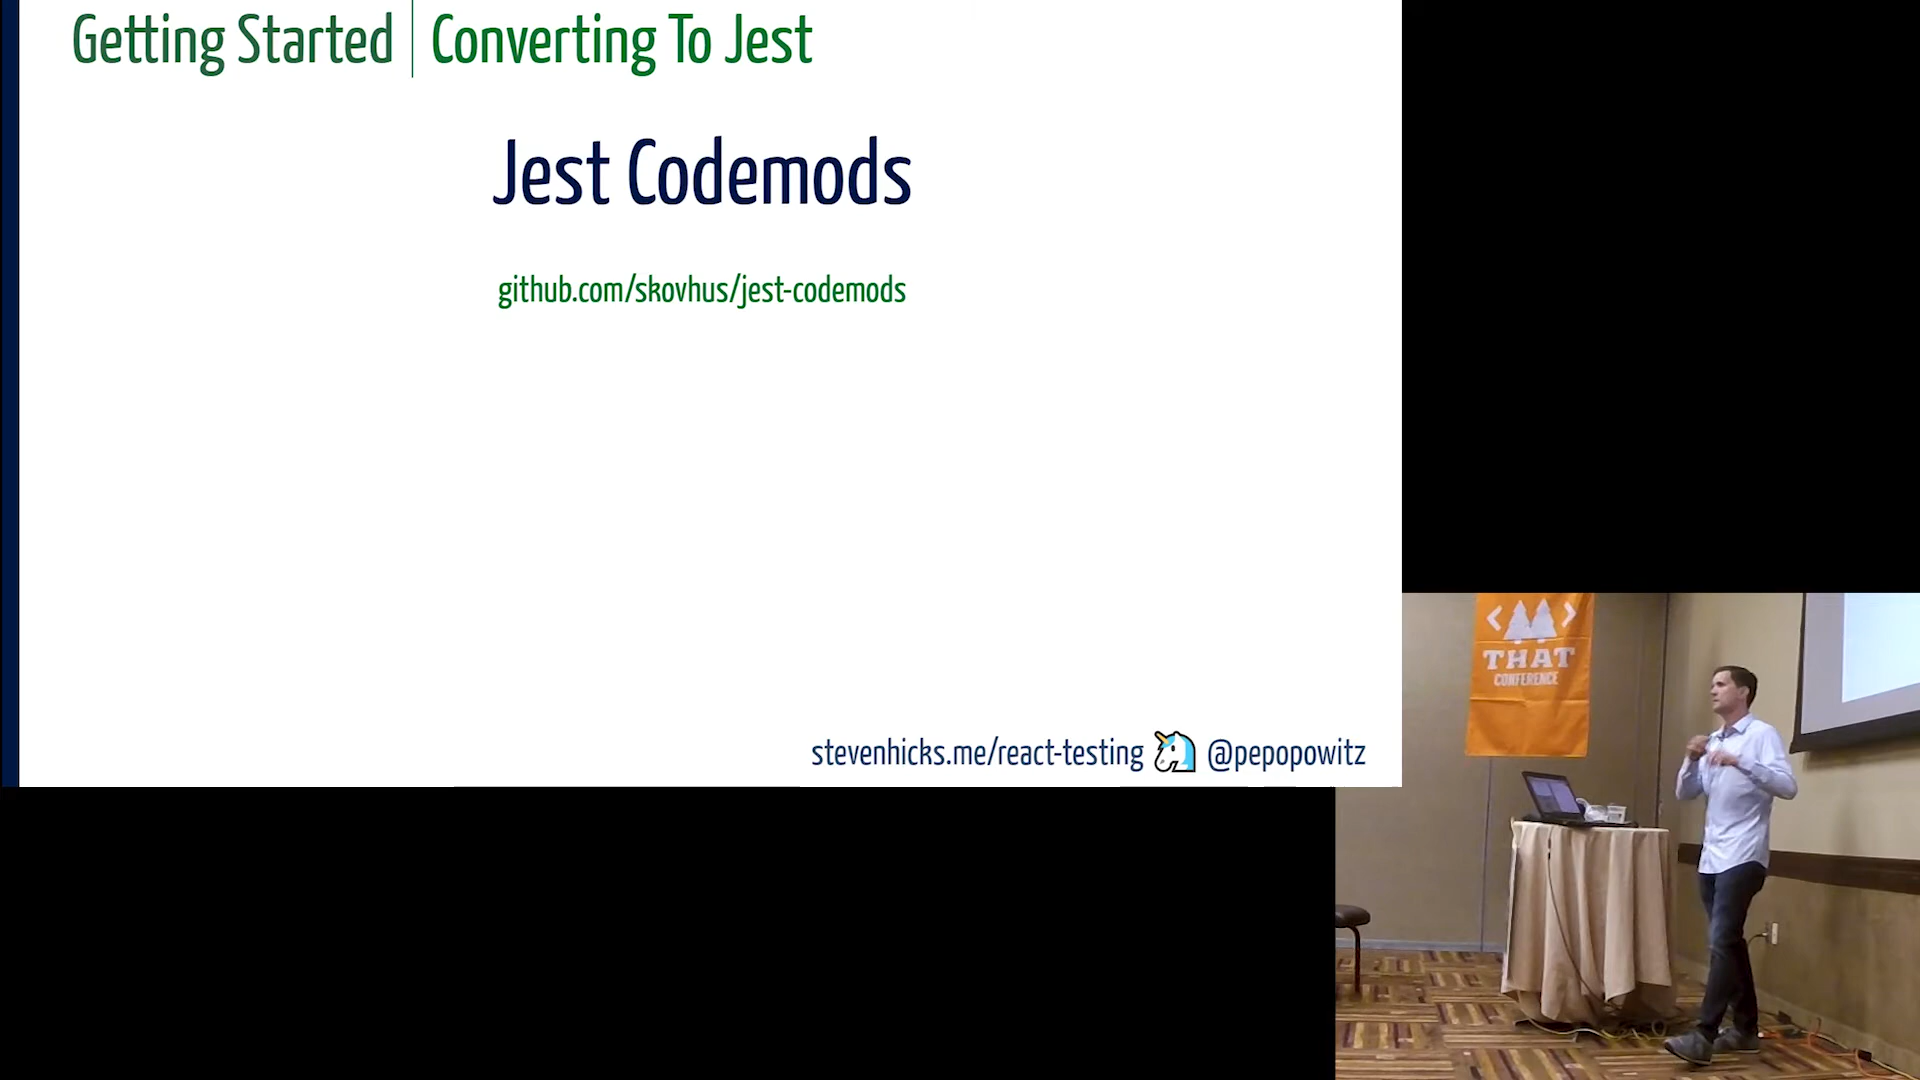 Getting Started | Converting To Jest
Jest Codemods
github.com/skovhus/jest-codemods
stevenhicks.me/react-testing 🦄 @pepopowitz
< >
THAT
CONFERENCE